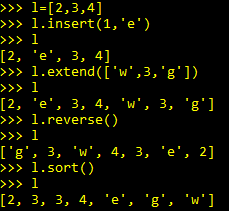 >>> l=[2,3,4]
>>> l.insert(1,'e')
>>> l
[2, 'e', 3, 4]
>>> l.extend(['w',3,'g'])
>>> l
[2, 'e', 3, 4, 'w', 3, 'g']
>>> l.reverse()
>>> l
['g', 3, 'w', 4, 3, 'e', 2]
>>> l.sort()
>>> l
[2, 3, 3, 4, 'e', 'g', 'w']